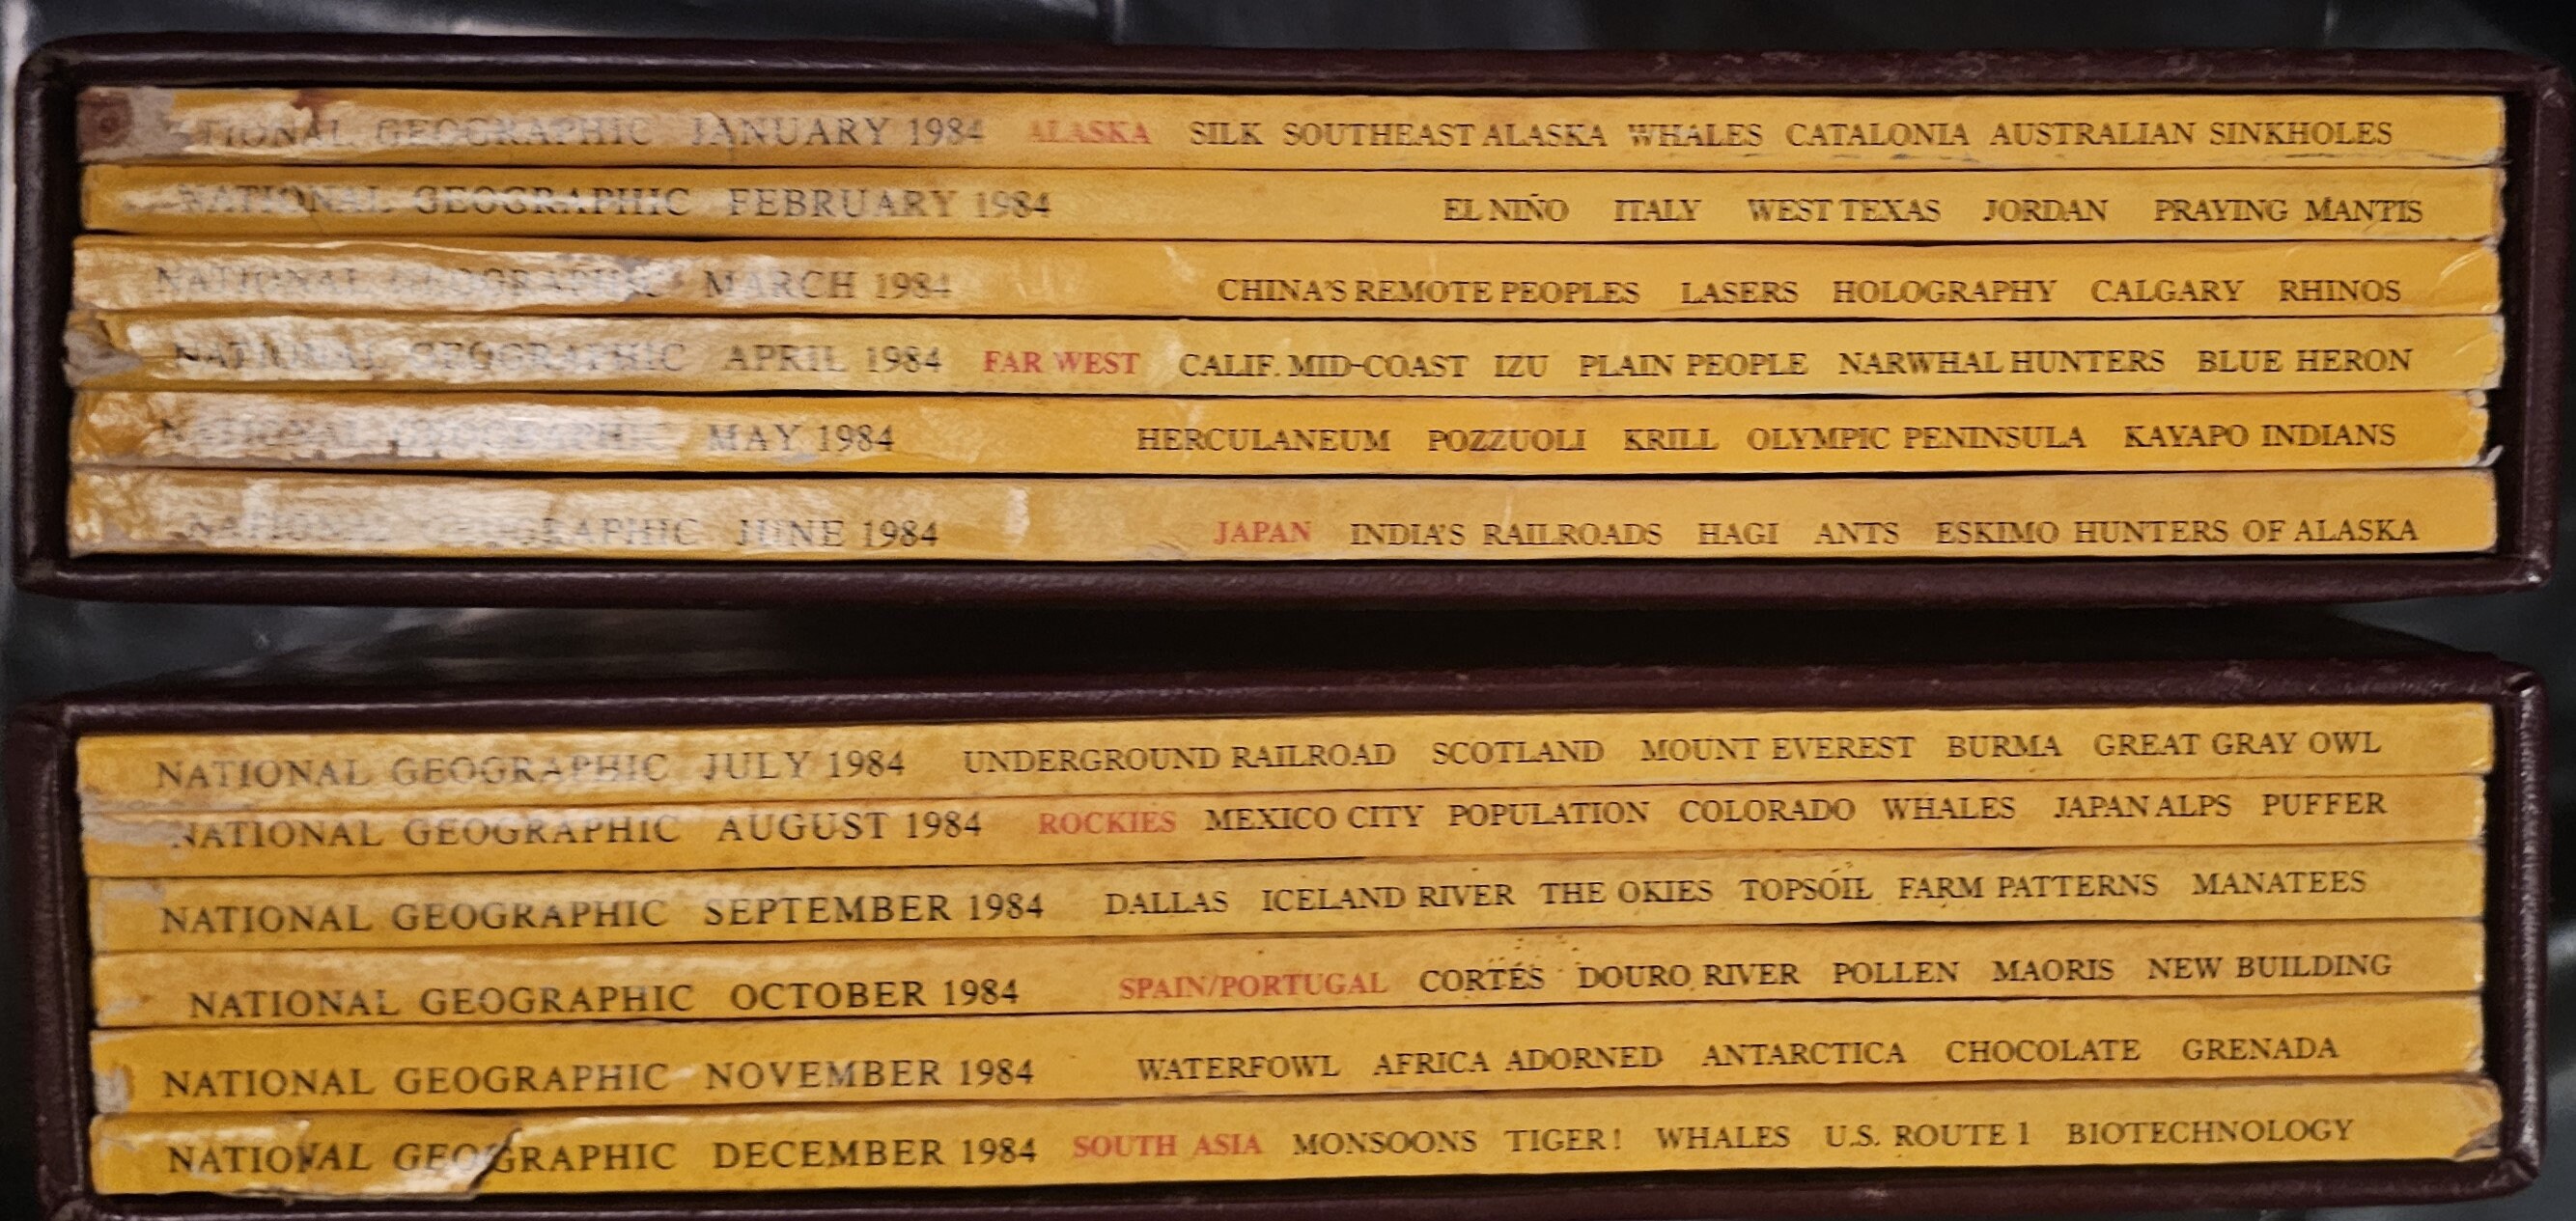 NATIONAL GEOGRAPHIC JANUARY 1984 ALASKA SILK SOUTHEAST ALASKA WHALES CATALONIA AUSTRALIAN SINKHOLES
NATIONAL GEOGRAPHIC FEBRUARY 1984 EL NIÑO ITALY WEST TEXAS JORDAN PRAYING MANTIS
NATIONAL GEOGRAPHIC MARCH 1984 CHINA'S REMOTE PEOPLES LASERS HOLOGRAPHY CALGARY RHINOS
NATIONAL GEOGRAPHIC APRIL 1984 FAR WEST CALIF. MID-COAST IZU PLAIN PEOPLE NARWHAL HUNTERS BLUE HERON
NATIONAL GEOGRAPHIC MAY 1984 HERCULANEUM POZZUOLI KRILL OLYMPIC PENINSULA KAYAPO INDIANS
NATIONAL GEOGRAPHIC JUNE 1984 JAPAN INDIA'S RAILROADS HAGI ANTS ESKIMO HUNTERS OF ALASKA
NATIONAL GEOGRAPHIC JULY 1984 UNDERGROUND RAILROAD SCOTLAND MOUNT EVEREST BURMA GREAT GRAY OWL
NATIONAL GEOGRAPHIC AUGUST 1984 ROCKIES MEXICO CITY POPULATION COLORADO WHALES JAPAN ALPS PUFFER
NATIONAL GEOGRAPHIC SEPTEMBER 1984 DALLAS ICELAND RIVER THE OKIES TOPSOIL FARM PATTERNS MANATEES
NATIONAL GEOGRAPHIC OCTOBER 1984 SPAIN/PORTUGAL CORTÉS DOURO RIVER POLLEN MAORIS NEW BUILDING
NATIONAL GEOGRAPHIC NOVEMBER 1984 WATERFOWL AFRICA ADORNED ANTARCTICA CHOCOLATE GRENADA
NATIONAL GEOGRAPHIC DECEMBER 1984 SOUTH ASIA MONSOONS TIGER! WHALES U.S. ROUTE 1 BIOTECHNOLOGY